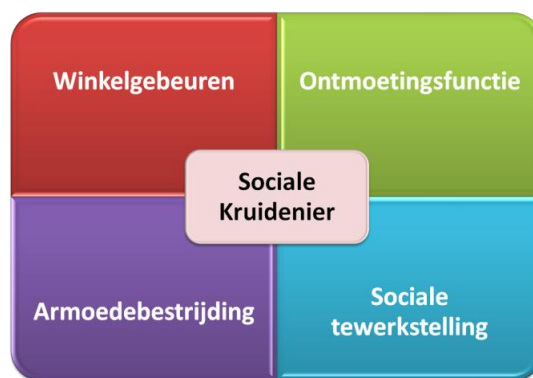 Winkelgebeuren
Ontmoetingsfunctie
Sociale
Kruidenier
Armoedebestrijding
Sociale
tewerkstelling